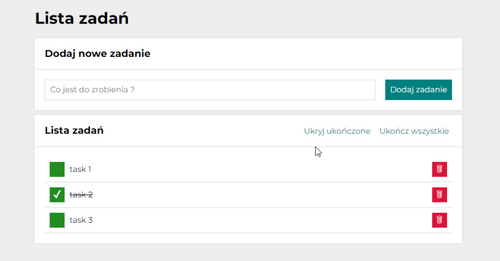 Lista zadań
Dodaj nowe zadanie
Co jest do zrobienia ?
Dodaj zadanie
Lista zadań
Ukryj ukończone
Ukończ wszystkie
task 1
task 2
task 3